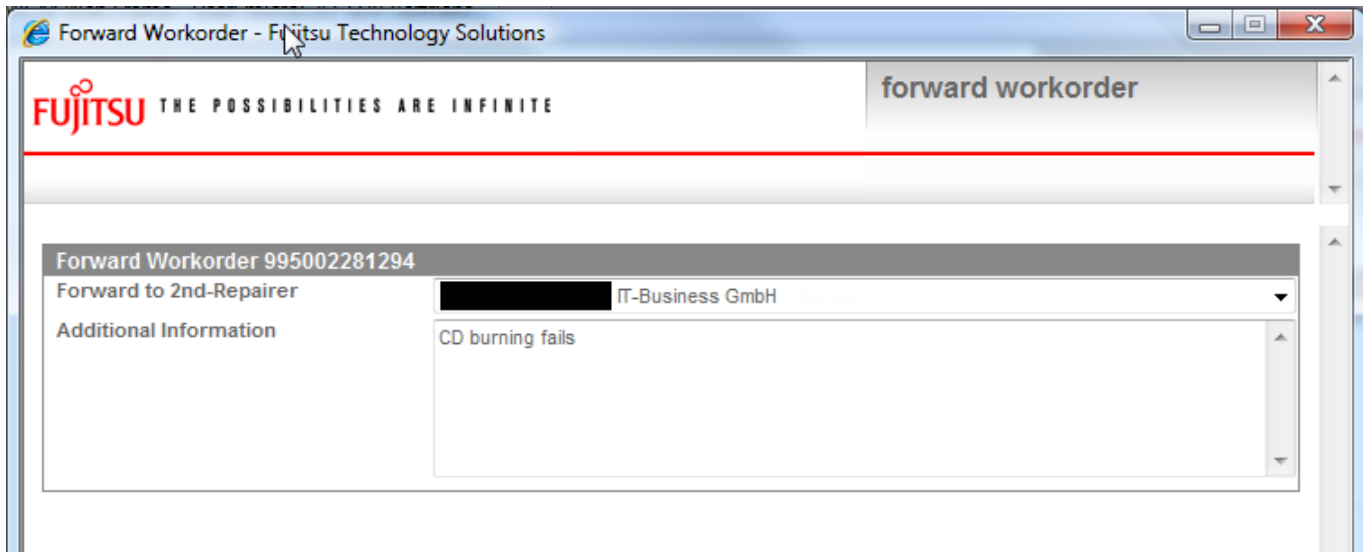 Forward Workorder - Fujitsu Technology Solutions
FUJITSU THE POSSIBILITIES ARE INFINITE
forward workorder
Forward Workorder 995002281294
Forward to 2nd-Repairer
IT-Business GmbH
Additional Information
CD burning fails